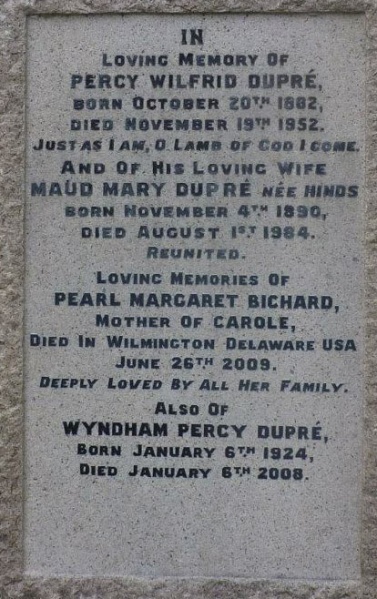 IN
LOVING MEMORY OF
PERCY WILFRID DUPRÉ,
BORN OCTOBER 20TH 1882,
DIED NOVEMBER 19TH 1952.
JUST AS I AM, O LAMB OF GOD I COME.
AND OF HIS LOVING WIFE
MAUD MARY DUPRÉ NÉE HINDS
BORN NOVEMBER 4TH 1890,
DIED AUGUST 1ST 1984.
REUNITED.
LOVING MEMORIES OF
PEARL MARGARET BICHARD,
MOTHER OF CAROLE,
DIED IN WILMINGTON DELAWARE USA
JUNE 26TH 2009.
DEEPLY LOVED BY ALL HER FAMILY.
ALSO OF
WYNDHAM PERCY DUPRÉ,
BORN JANUARY 6TH 1924,
DIED JANUARY 6TH 2008.